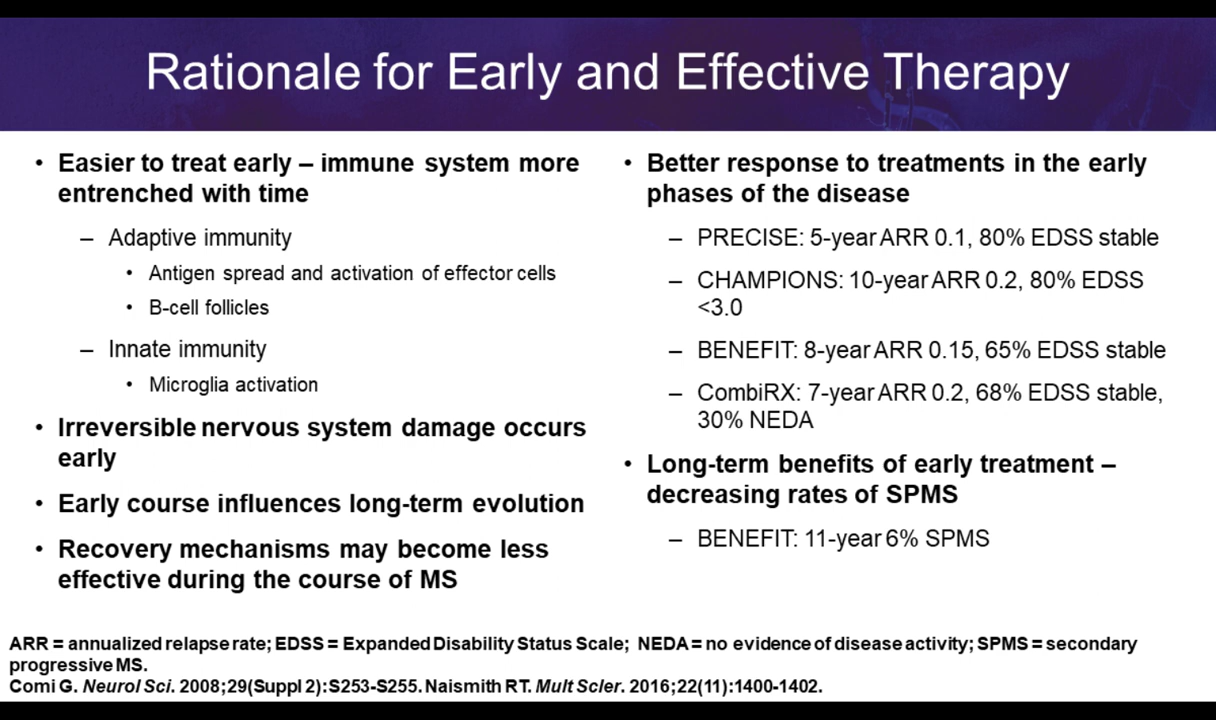 Rationale for Early and Effective Therapy
• Easier to treat early – immune system more
entrenched with time
– Adaptive immunity
• Antigen spread and activation of effector cells
• B-cell follicles
– Innate immunity
• Microglia activation
• Irreversible nervous system damage occurs
early
• Early course influences long-term evolution
• Recovery mechanisms may become less
effective during the course of MS
• Better response to treatments in the early
phases of the disease
– PRECISE: 5-year ARR 0.1, 80% EDSS stable
– CHAMPIONS: 10-year ARR 0.2, 80% EDSS
<3.0
– BENEFIT: 8-year ARR 0.15, 65% EDSS stable
– CombiRX: 7-year ARR 0.2, 68% EDSS stable,
30% NEDA
• Long-term benefits of early treatment –
decreasing rates of SPMS
– BENEFIT: 11-year 6% SPMS
ARR = annualized relapse rate; EDSS = Expanded Disability Status Scale; NEDA = no evidence of disease activity; SPMS = secondary
progressive MS.
Comi G. Neurol Sci. 2008;29(Suppl 2):S253-S255. Naismith RT. Mult Scler. 2016;22(11):1400-1402.